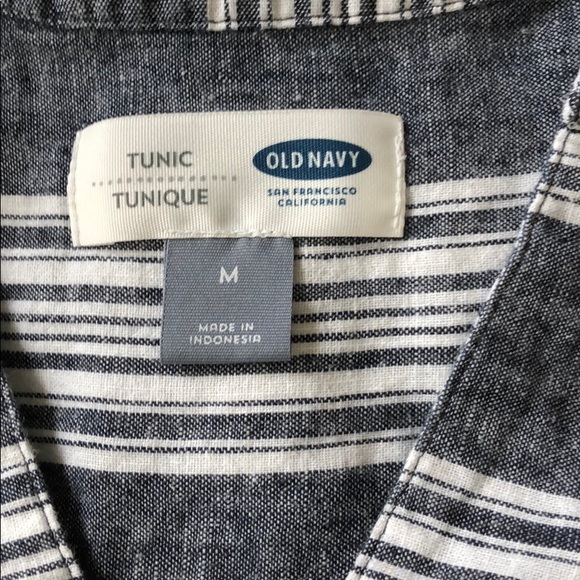 TUNIC
TUNIQUE
OLD NAVY
SAN FRANCISCO
CALIFORNIA
M
MADE IN
INDONESIA